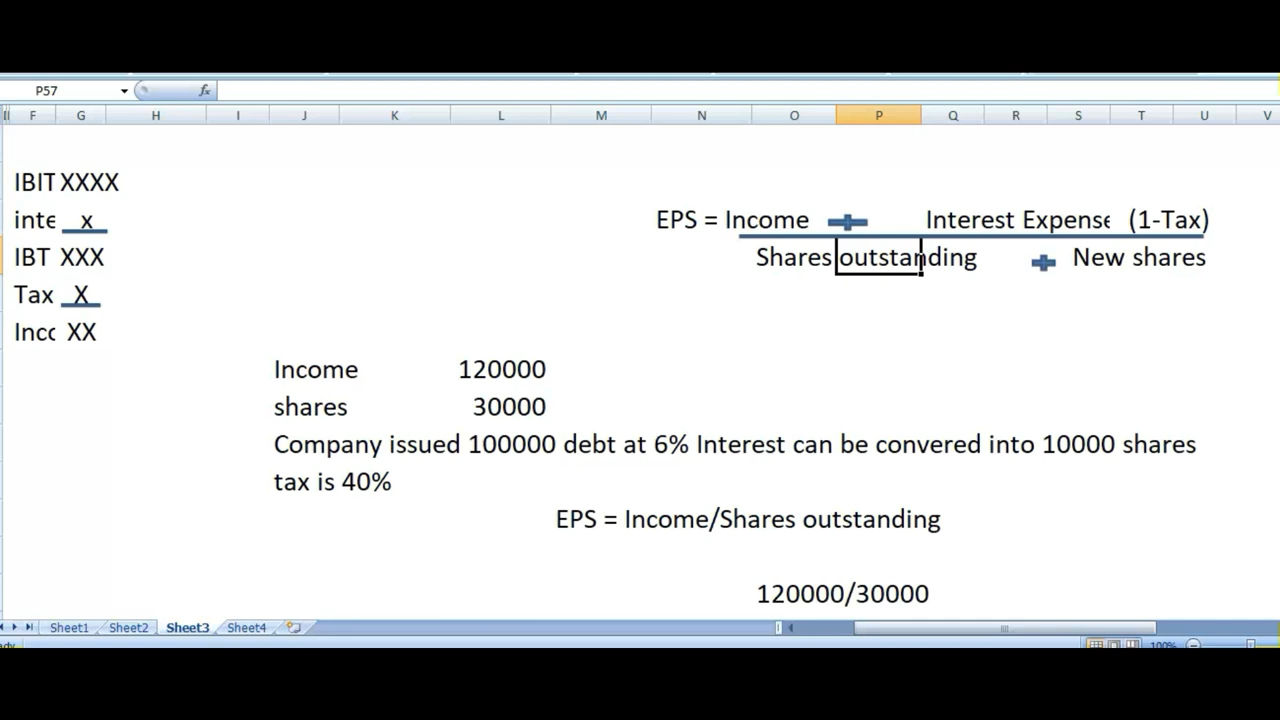 P57 fx
F G H I J K L M N O P Q R S T U V
IBIT XXXX
inte x EPS = Income Interest Expense (1-Tax)
IBT XXX Shares outstanding New shares
Tax X
Inco XX
Income 120000
shares 30000
Company issued 100000 debt at 6% Interest can be convered into 10000 shares
tax is 40%
EPS = Income/Shares outstanding
120000/30000
Sheet1 Sheet2 Sheet3 Sheet4
100%